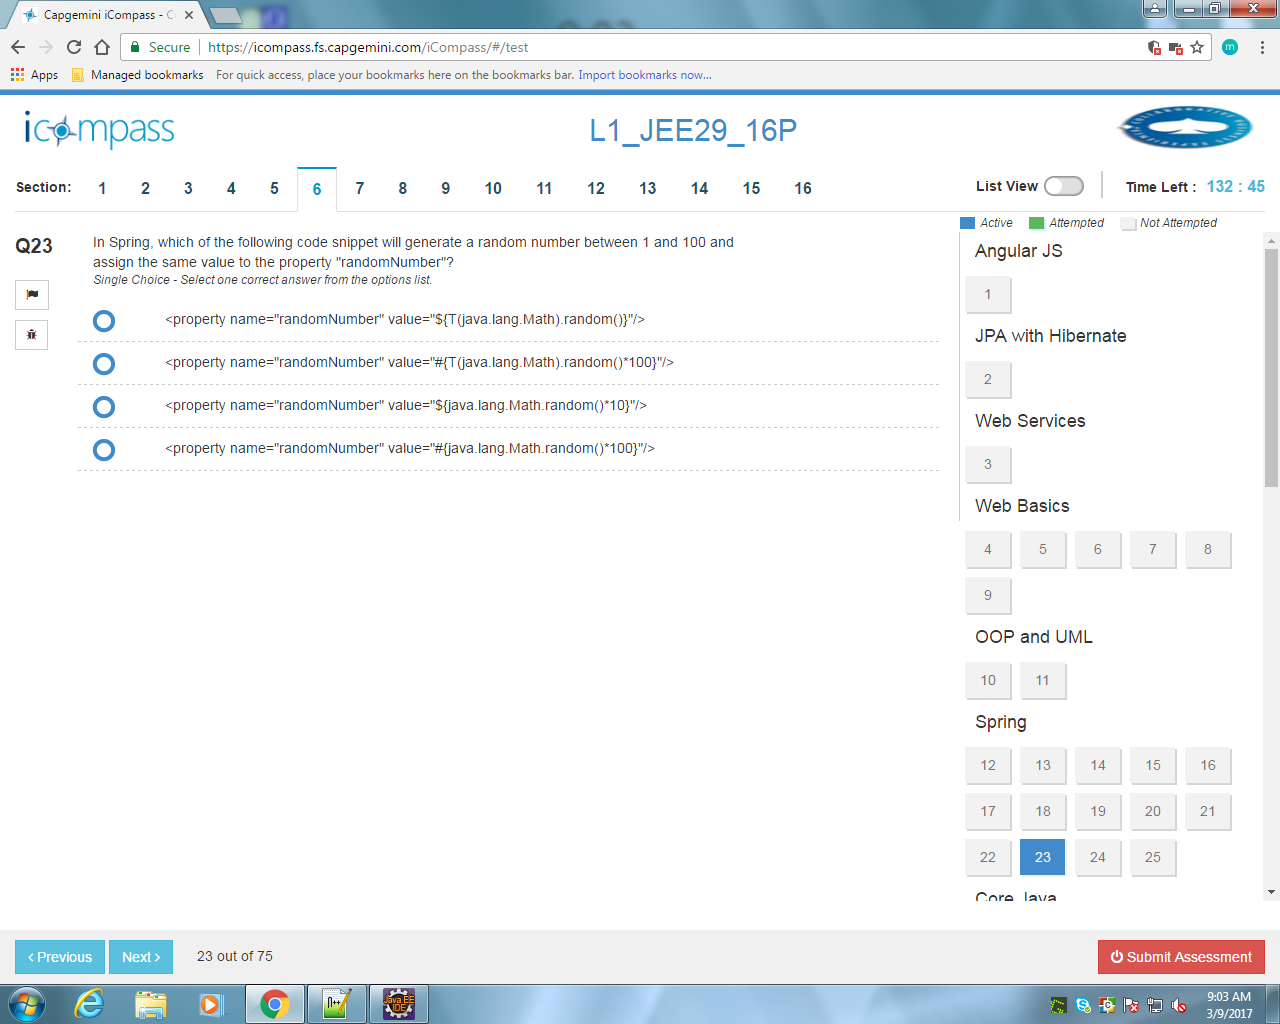 Capgemini iCompass - C
Secure
https://icompass.fs.capgemini.com/iCompass/#/test
m
Apps
Managed bookmarks
For quick access, place your bookmarks here on the bookmarks bar. Import bookmarks now...
icompass
L1_JEE29_16P
Section: 1 2 3 4 5 6 7 8 9 10 11 12 13 14 15 16
List View
Time Left : 132 : 45
Active Attempted Not Attempted
Q23
In Spring, which of the following code snippet will generate a random number between 1 and 100 and
assign the same value to the property "randomNumber"?
Single Choice - Select one correct answer from the options list.
<property name="randomNumber" value="${T(java.lang.Math).random()}"/>
<property name="randomNumber" value="#{T(java.lang.Math).random()*100}"/>
<property name="randomNumber" value="${java.lang.Math.random()*10}"/>
<property name="randomNumber" value="#{java.lang.Math.random()*100}"/>
Angular JS
1
JPA with Hibernate
2
Web Services
3
Web Basics
4 5 6 7 8
9
OOP and UML
10 11
Spring
12 13 14 15 16
17 18 19 20 21
22 23 24 25
Core Java
Previous
Next
23 out of 75
Submit Assessment
N++
Java EE
IDE
9:03 AM
3/9/2017